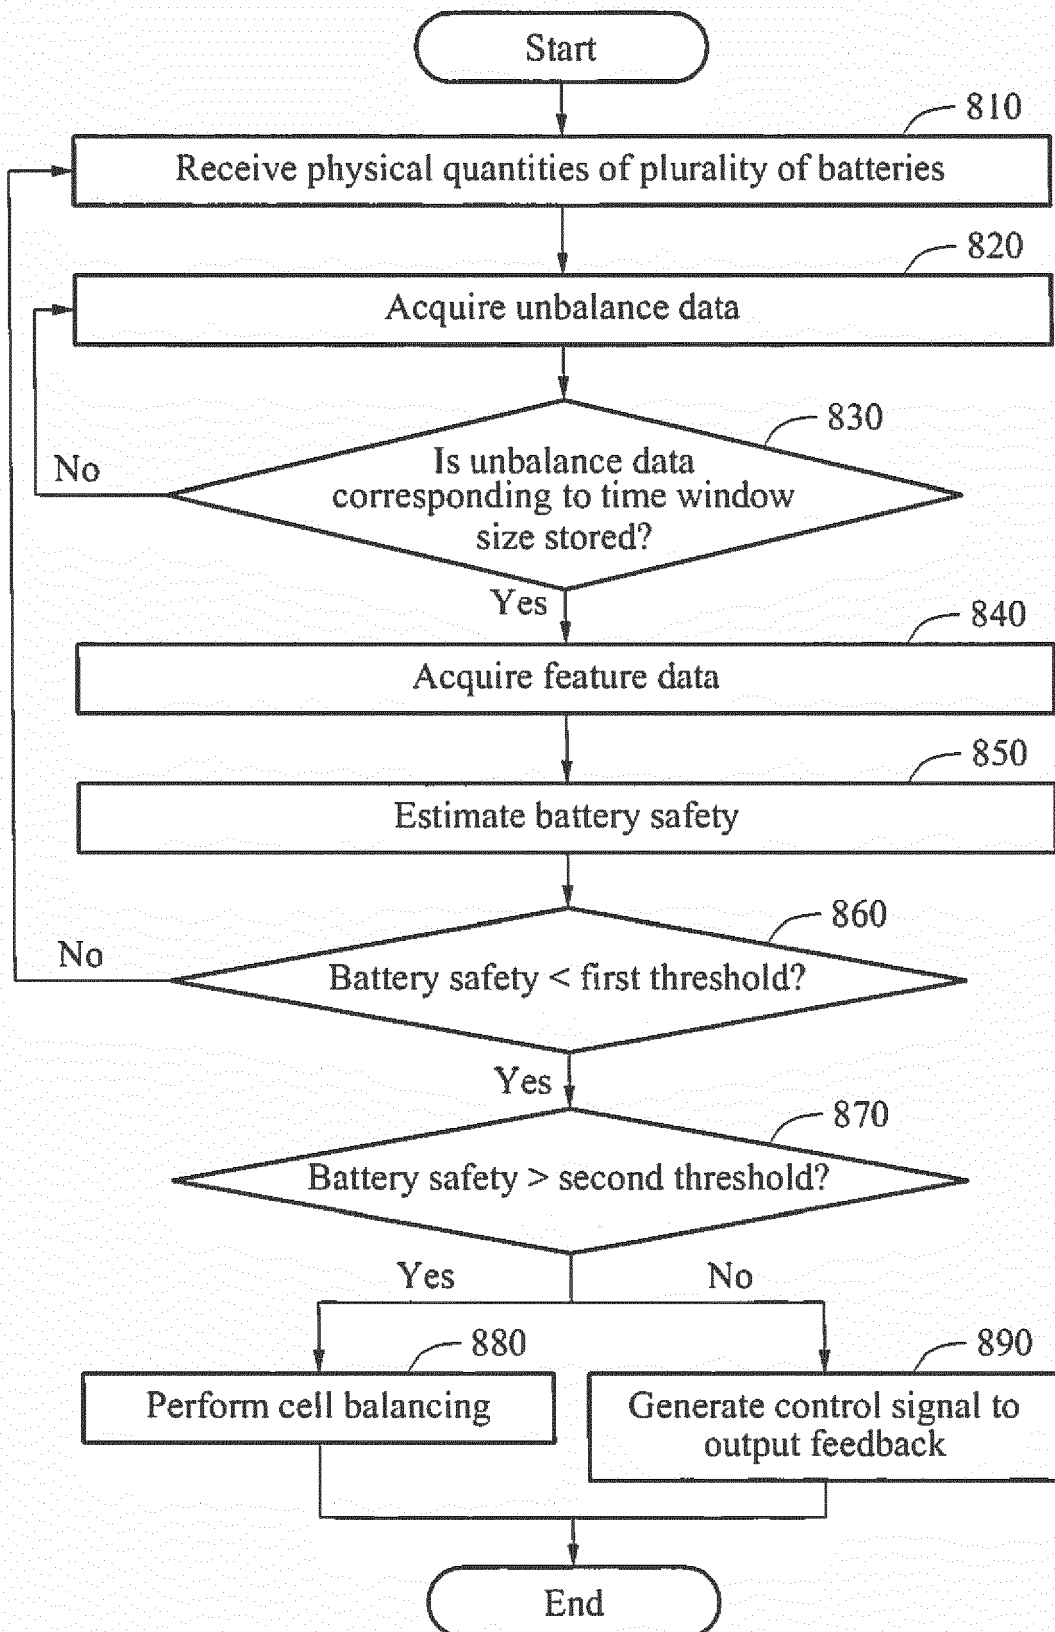 Start
810
Receive physical quantities of plurality of batteries
820
Acquire unbalance data
830
Is unbalance data
corresponding to time window
size stored?
No
Yes
840
Acquire feature data
850
Estimate battery safety
860
Battery safety < first threshold?
No
Yes
870
Battery safety > second threshold?
Yes
No
880
Perform cell balancing
890
Generate control signal to
output feedback
End